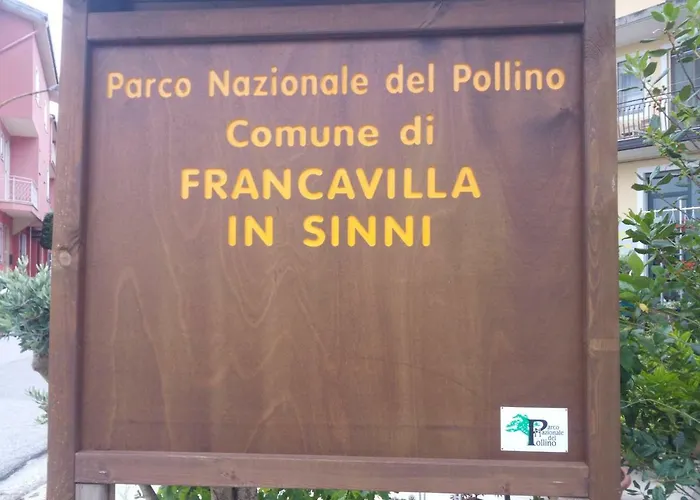 Parco Nazionale del Pollino
Comune di
FRANCAVILLA
IN SINNI
Parco
Nazionale
del
Pollino